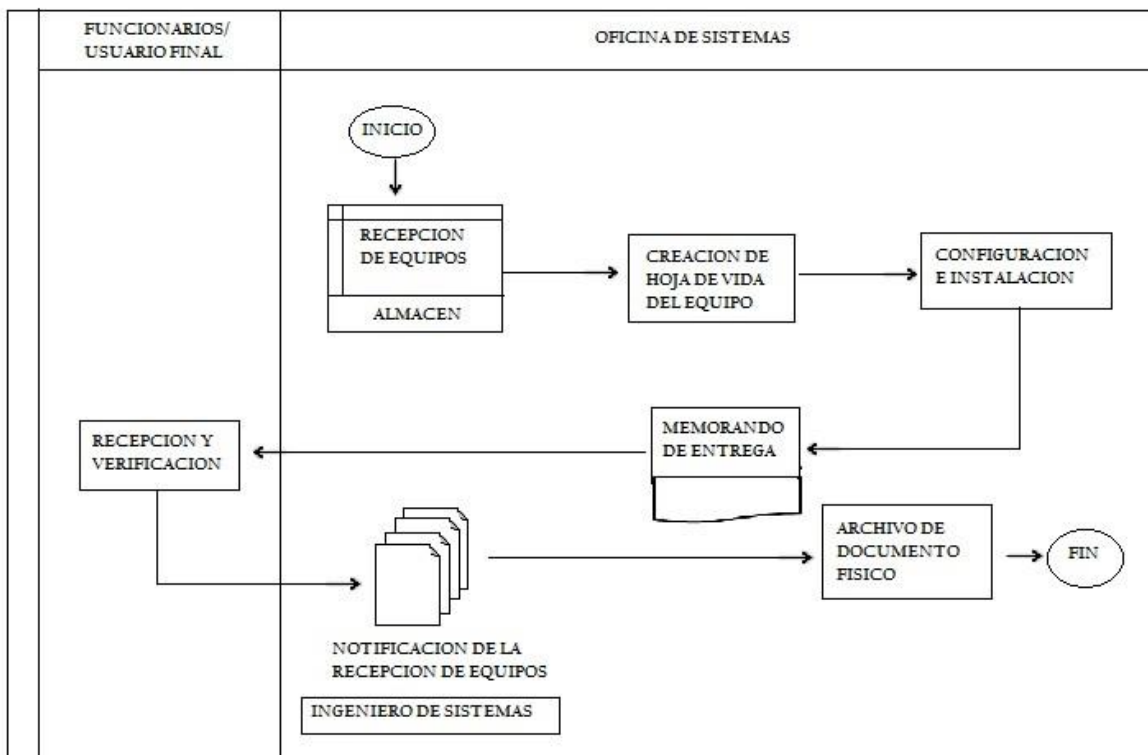 FUNCIONARIOS/
USUARIO FINAL
OFICINA DE SISTEMAS
INICIO
RECEPCION
DE EQUIPOS
ALMACEN
CREACION DE
HOJA DE VIDA
DEL EQUIPO
CONFIGURACION
E INSTALACION
MEMORANDO
DE ENTREGA
RECEPCION Y
VERIFICACION
NOTIFICACION DE LA
RECEPCION DE EQUIPOS
INGENIERO DE SISTEMAS
ARCHIVO DE
DOCUMENTO
FISICO
FIN